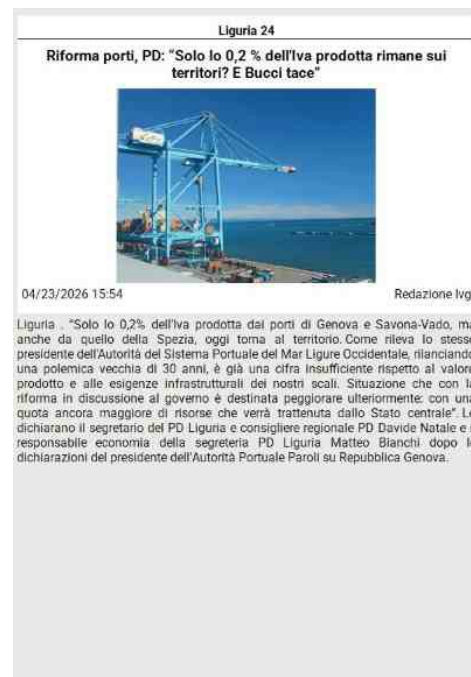 Liguria 24
Riforma porti, PD: “Solo lo 0,2 % dell'Iva prodotta rimane sui
territori? E Bucci tace”
04/23/2026 15:54
Redazione Ivg
Liguria . “Solo lo 0,2% dell'Iva prodotta dai porti di Genova e Savona-Vado, ma
anche da quello della Spezia, oggi torna al territorio. Come rileva lo stesso
presidente dell'Autorità del Sistema Portuale del Mar Ligure Occidentale, rilanciando
una polemica vecchia di 30 anni, è già una cifra insufficiente rispetto al valore
prodotto e alle esigenze infrastrutturali dei nostri scali. Situazione che con la
riforma in discussione al governo è destinata peggiorare ulteriormente: con una
quota ancora maggiore di risorse che verrà trattenuta dallo Stato centrale”. Lo
dichiarano il segretario del PD Liguria e consigliere regionale PD Davide Natale e
responsabile economia della segreteria PD Liguria Matteo Bianchi dopo le
dichiarazioni del presidente dell'Autorità Portuale Paroli su Repubblica Genova.